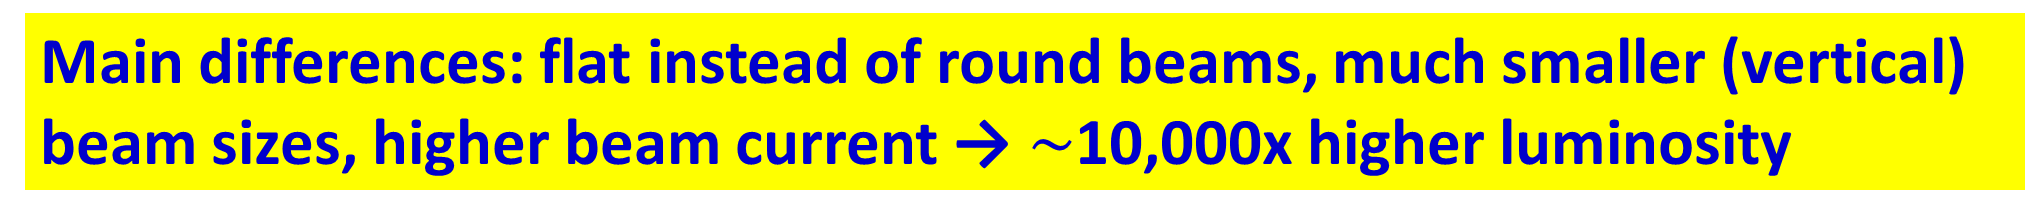 Main differences: flat instead of round beams, much smaller (vertical)
beam sizes, higher beam current → ~10,000x higher luminosity